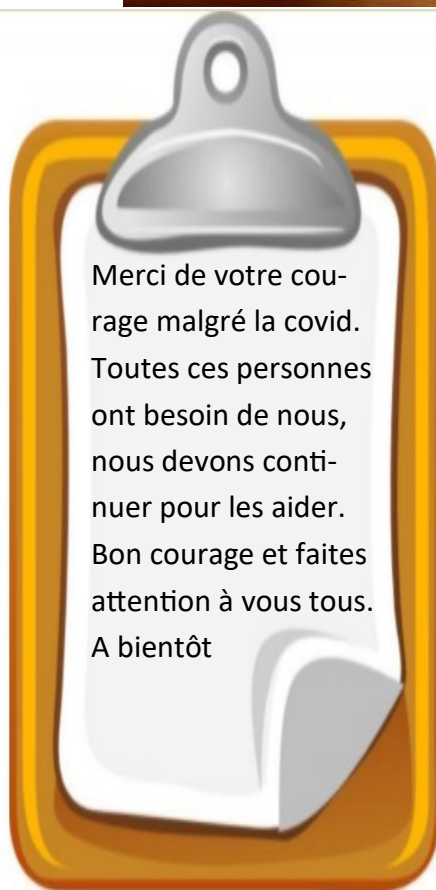 Merci de votre cou-
rage malgré la covid.
Toutes ces personnes
ont besoin de nous,
nous devons conti-
nuer pour les aider.
Bon courage et faites
attention à vous tous.
A bientôt